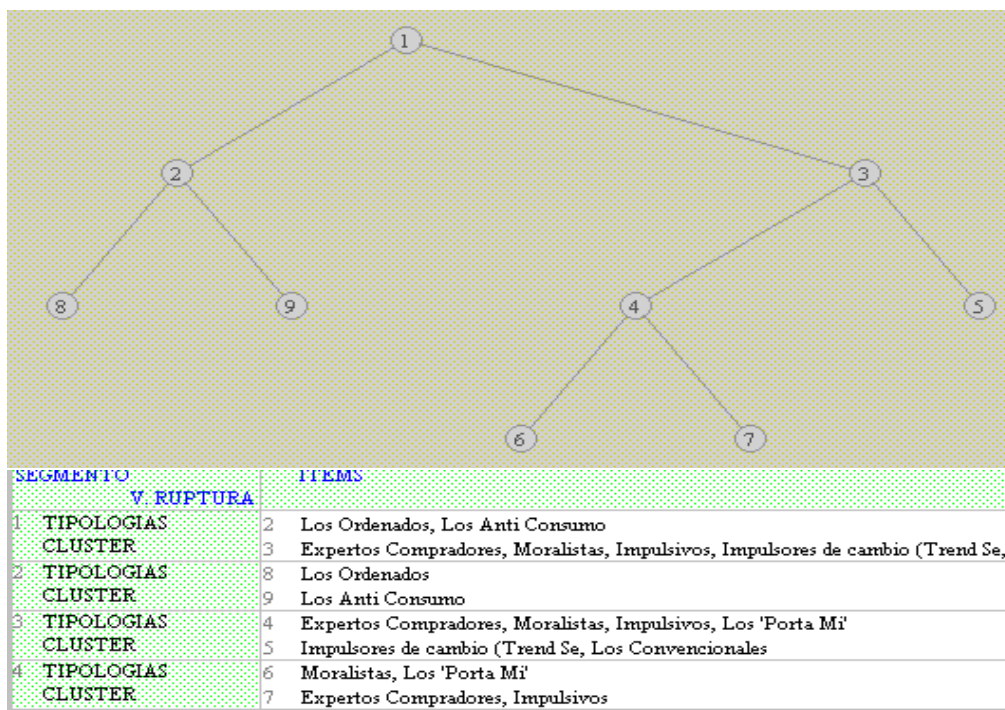 1
2
3
8
9
4
5
6
7
SEGMENTO ITEMS
V. RUPTURA
1 TIPOLOGIAS 2 Los Ordenados, Los Anti Consumo
CLUSTER 3 Expertos Compradores, Moralistas, Impulsivos, Impulsores de cambio (Trend Se,
2 TIPOLOGIAS 8 Los Ordenados
CLUSTER 9 Los Anti Consumo
3 TIPOLOGIAS 4 Expertos Compradores, Moralistas, Impulsivos, Los 'Porta Mi'
CLUSTER 5 Impulsores de cambio (Trend Se, Los Convencionales
4 TIPOLOGIAS 6 Moralistas, Los 'Porta Mi'
CLUSTER 7 Expertos Compradores, Impulsivos